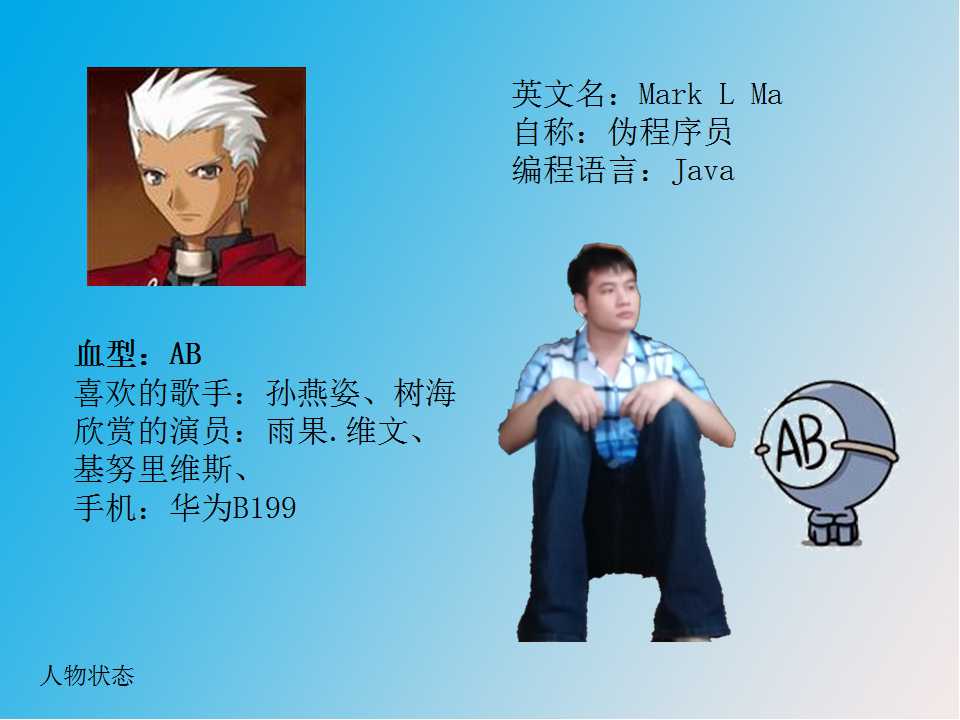 英文名：Mark L Ma
自称：伪程序员
编程语言：Java
血型：AB
喜欢的歌手：孙燕姿、树海
欣赏的演员：雨果.维文、
基努里维斯、
手机：华为B199
AB
人物状态